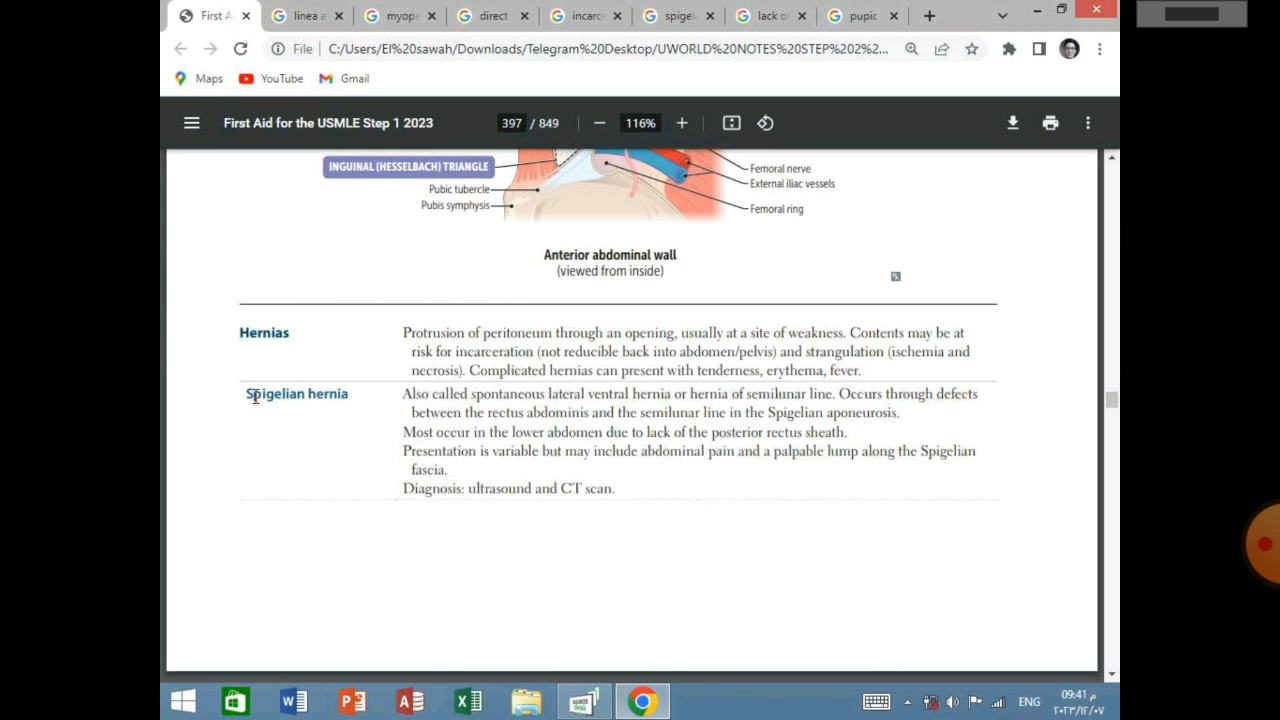 First A
linea a
myope
direct
incarc
spigeli
lack o
pupic
File
C:/Users/El%20sawah/Downloads/Telegram%20Desktop/UWORLD%20NOTES%20STEP%202%2...
Maps
YouTube
Gmail
First Aid for the USMLE Step 1 2023
397 / 849
116%
INGUINAL (HESSELBACH) TRIANGLE
Pubic tubercle
Pubis symphysis
Femoral nerve
External iliac vessels
Femoral ring
Anterior abdominal wall
(viewed from inside)
Hernias
Protrusion of peritoneum through an opening, usually at a site of weakness. Contents may be at
risk for incarceration (not reducible back into abdomen/pelvis) and strangulation (ischemia and
necrosis). Complicated hernias can present with tenderness, erythema, fever.
Spigelian hernia
Also called spontaneous lateral ventral hernia or hernia of semilunar line. Occurs through defects
between the rectus abdominis and the semilunar line in the Spigelian aponeurosis.
Most occur in the lower abdomen due to lack of the posterior rectus sheath.
Presentation is variable but may include abdominal pain and a palpable lump along the Spigelian
fascia.
Diagnosis: ultrasound and CT scan.
ENG
09:41 م
٢٠٢٣/١٢/٠٧